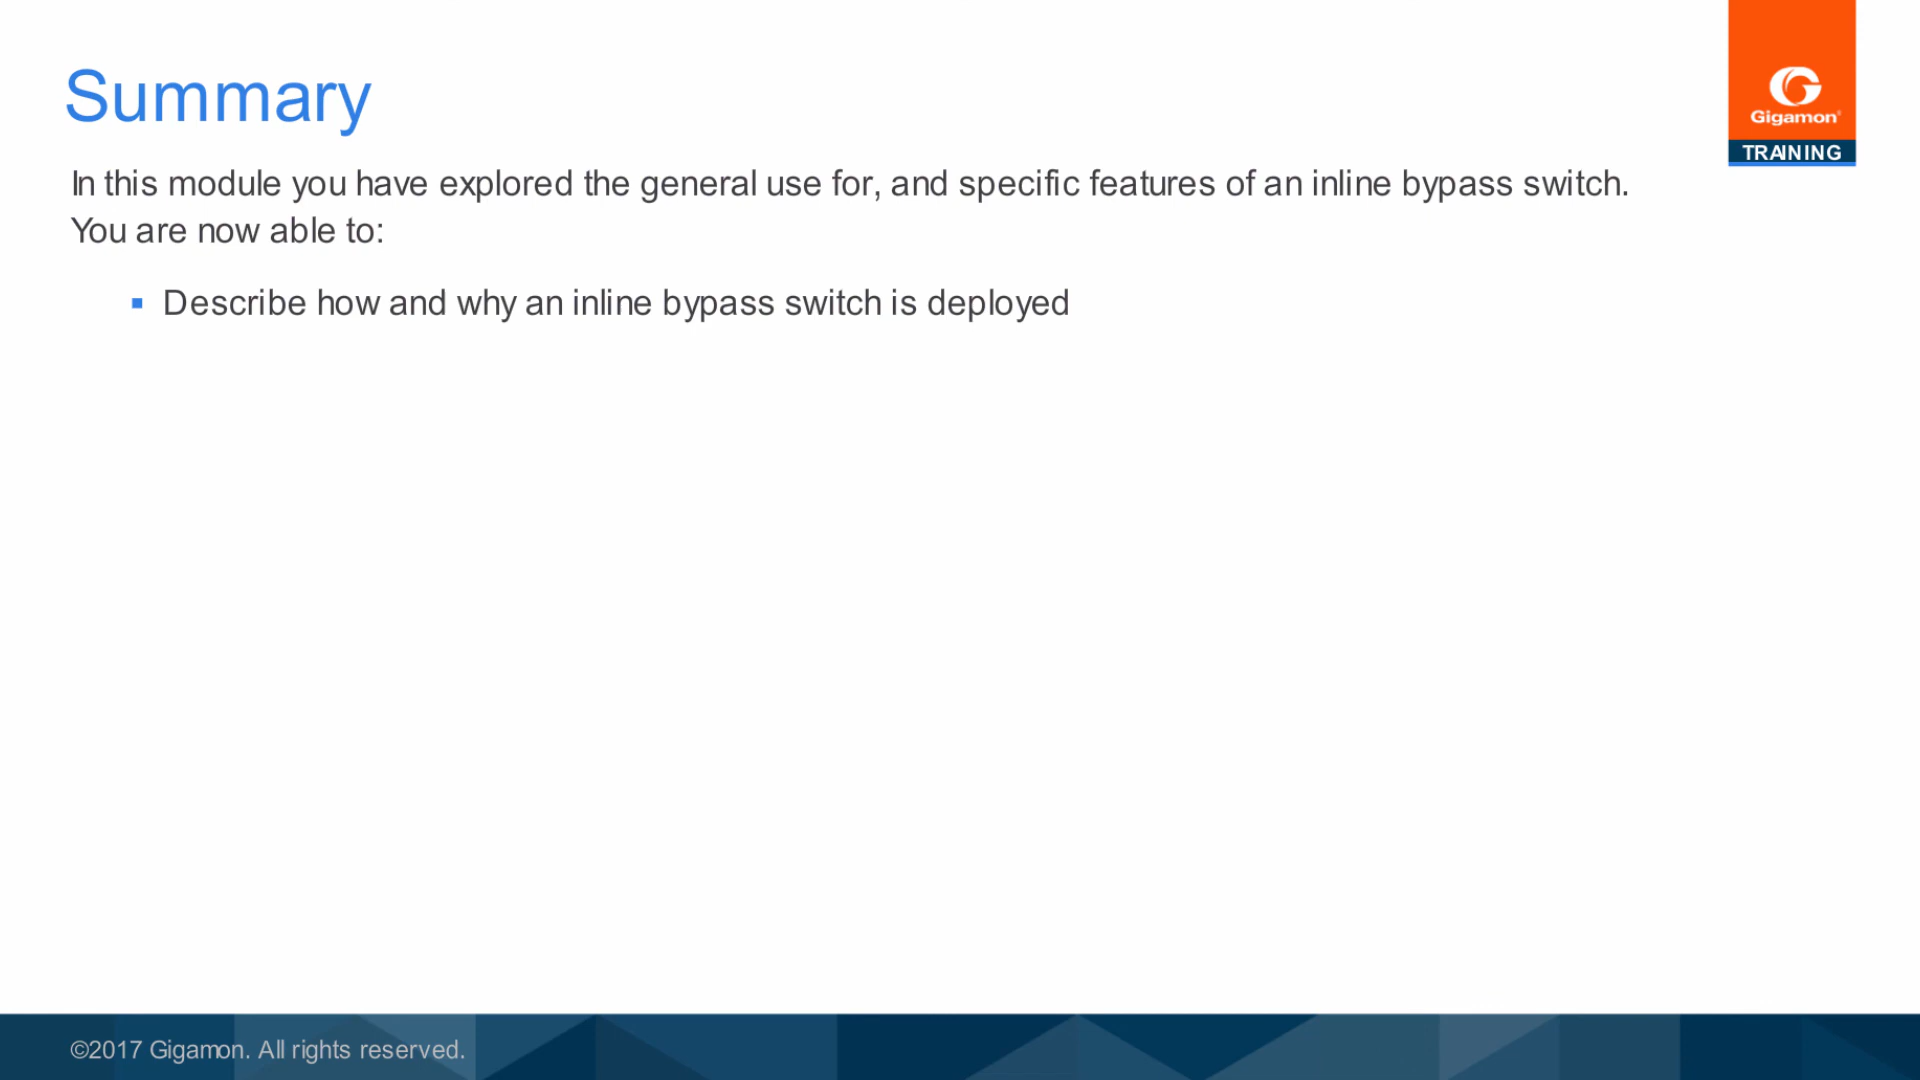 Summary
Gigamon®
TRAINING
In this module you have explored the general use for, and specific features of an inline bypass switch.
You are now able to:
▪ Describe how and why an inline bypass switch is deployed
©2017 Gigamon. All rights reserved.